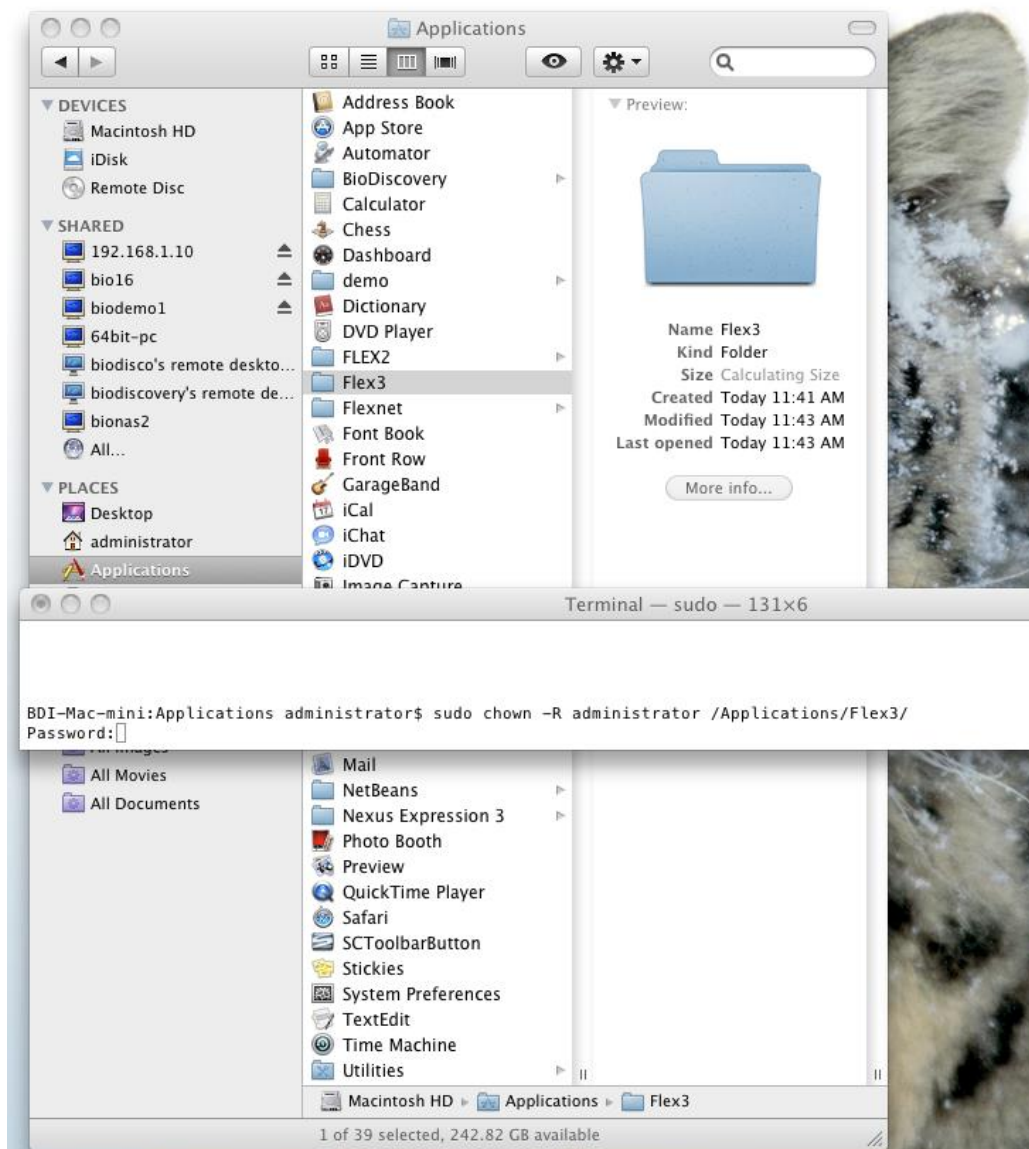 Applications
DEVICES
Macintosh HD
iDisk
Remote Disc
SHARED
192.168.1.10
bio16
biodemo1
64bit-pc
biodisco's remote deskto...
biodiscovery's remote de...
bionas2
All...
PLACES
Desktop
administrator
Applications
Address Book
App Store
Automator
BioDiscovery
Calculator
Chess
Dashboard
demo
Dictionary
DVD Player
FLEX2
Flex3
Flexnet
Font Book
Front Row
GarageBand
iCal
iChat
iDVD
Image Capture
Preview:
Name Flex3
Kind Folder
Size Calculating Size
Created Today 11:41 AM
Modified Today 11:43 AM
Last opened Today 11:43 AM
More info...
Terminal — sudo — 131×6
BDI-Mac-mini:Applications administrator$ sudo chown -R administrator /Applications/Flex3/
Password:
All Images
All Movies
All Documents
Mail
NetBeans
Nexus Expression 3
Photo Booth
Preview
QuickTime Player
Safari
SCToolbarButton
Stickies
System Preferences
TextEdit
Time Machine
Utilities
Macintosh HD Applications Flex3
1 of 39 selected, 242.82 GB available